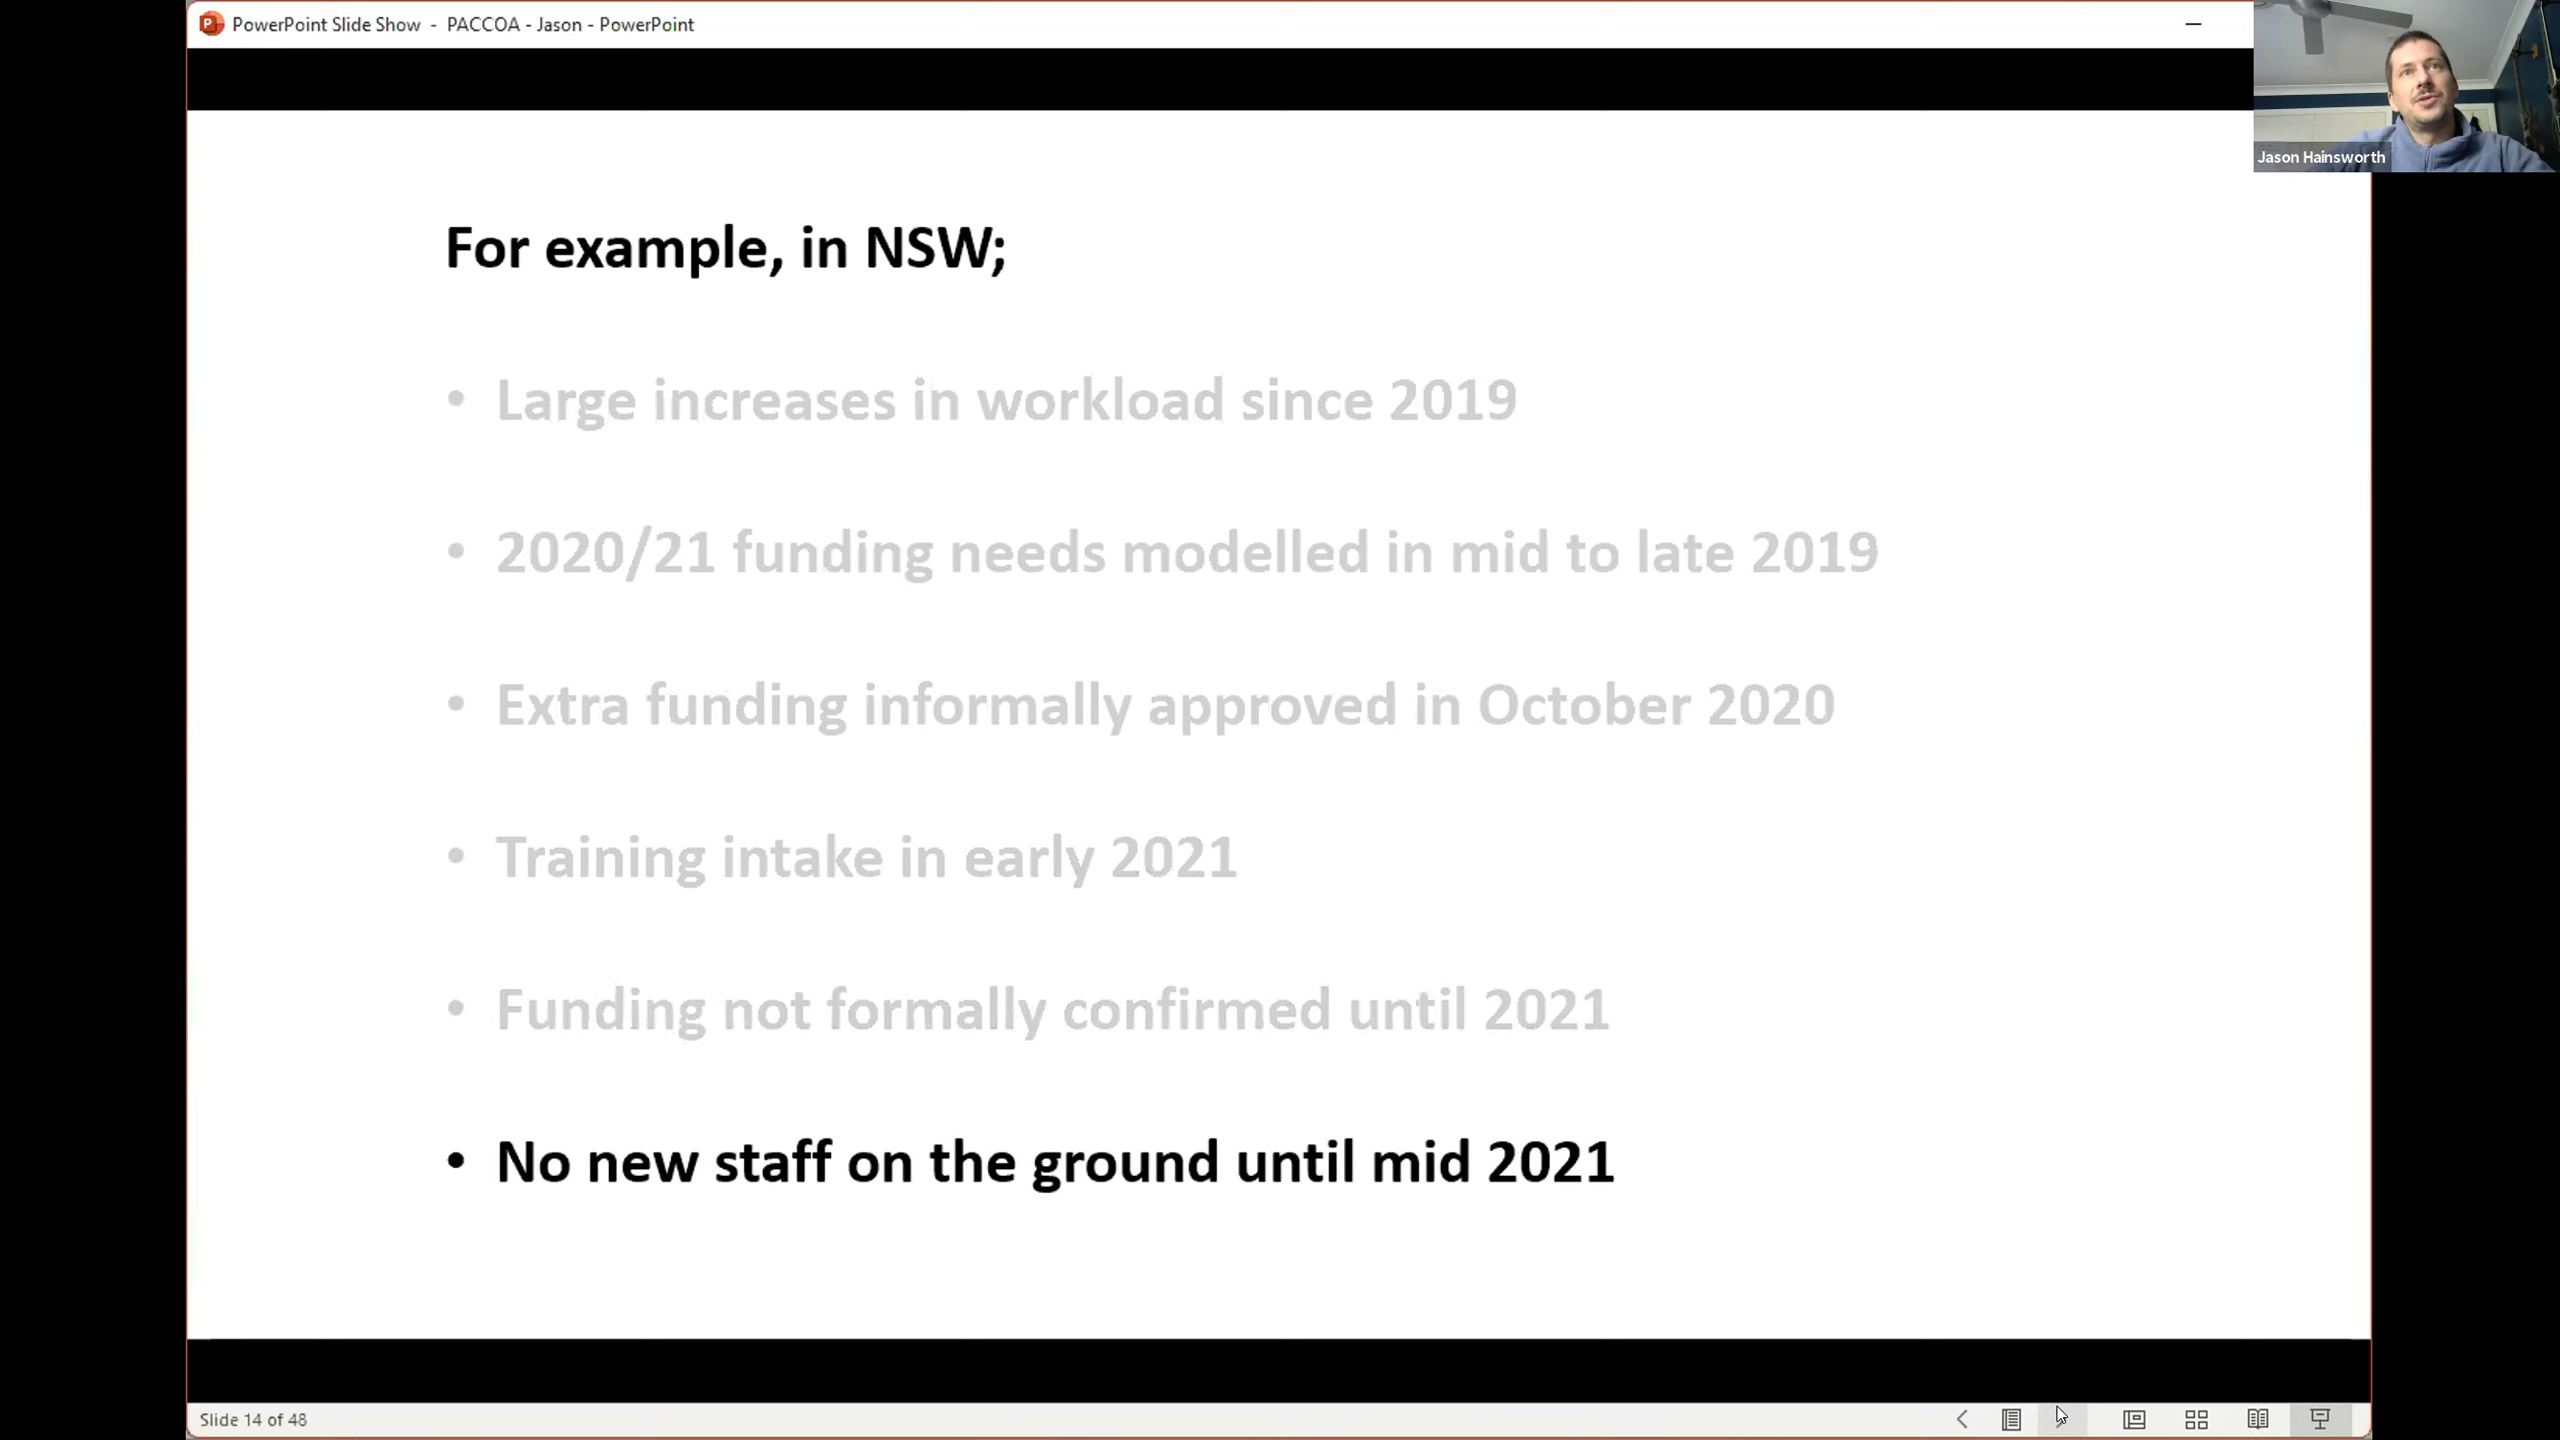 PowerPoint Slide Show - PACCOA - Jason - PowerPoint
Jason Hainsworth
For example, in NSW;
• Large increases in workload since 2019
• 2020/21 funding needs modelled in mid to late 2019
• Extra funding informally approved in October 2020
• Training intake in early 2021
• Funding not formally confirmed until 2021
• No new staff on the ground until mid 2021
Slide 14 of 48